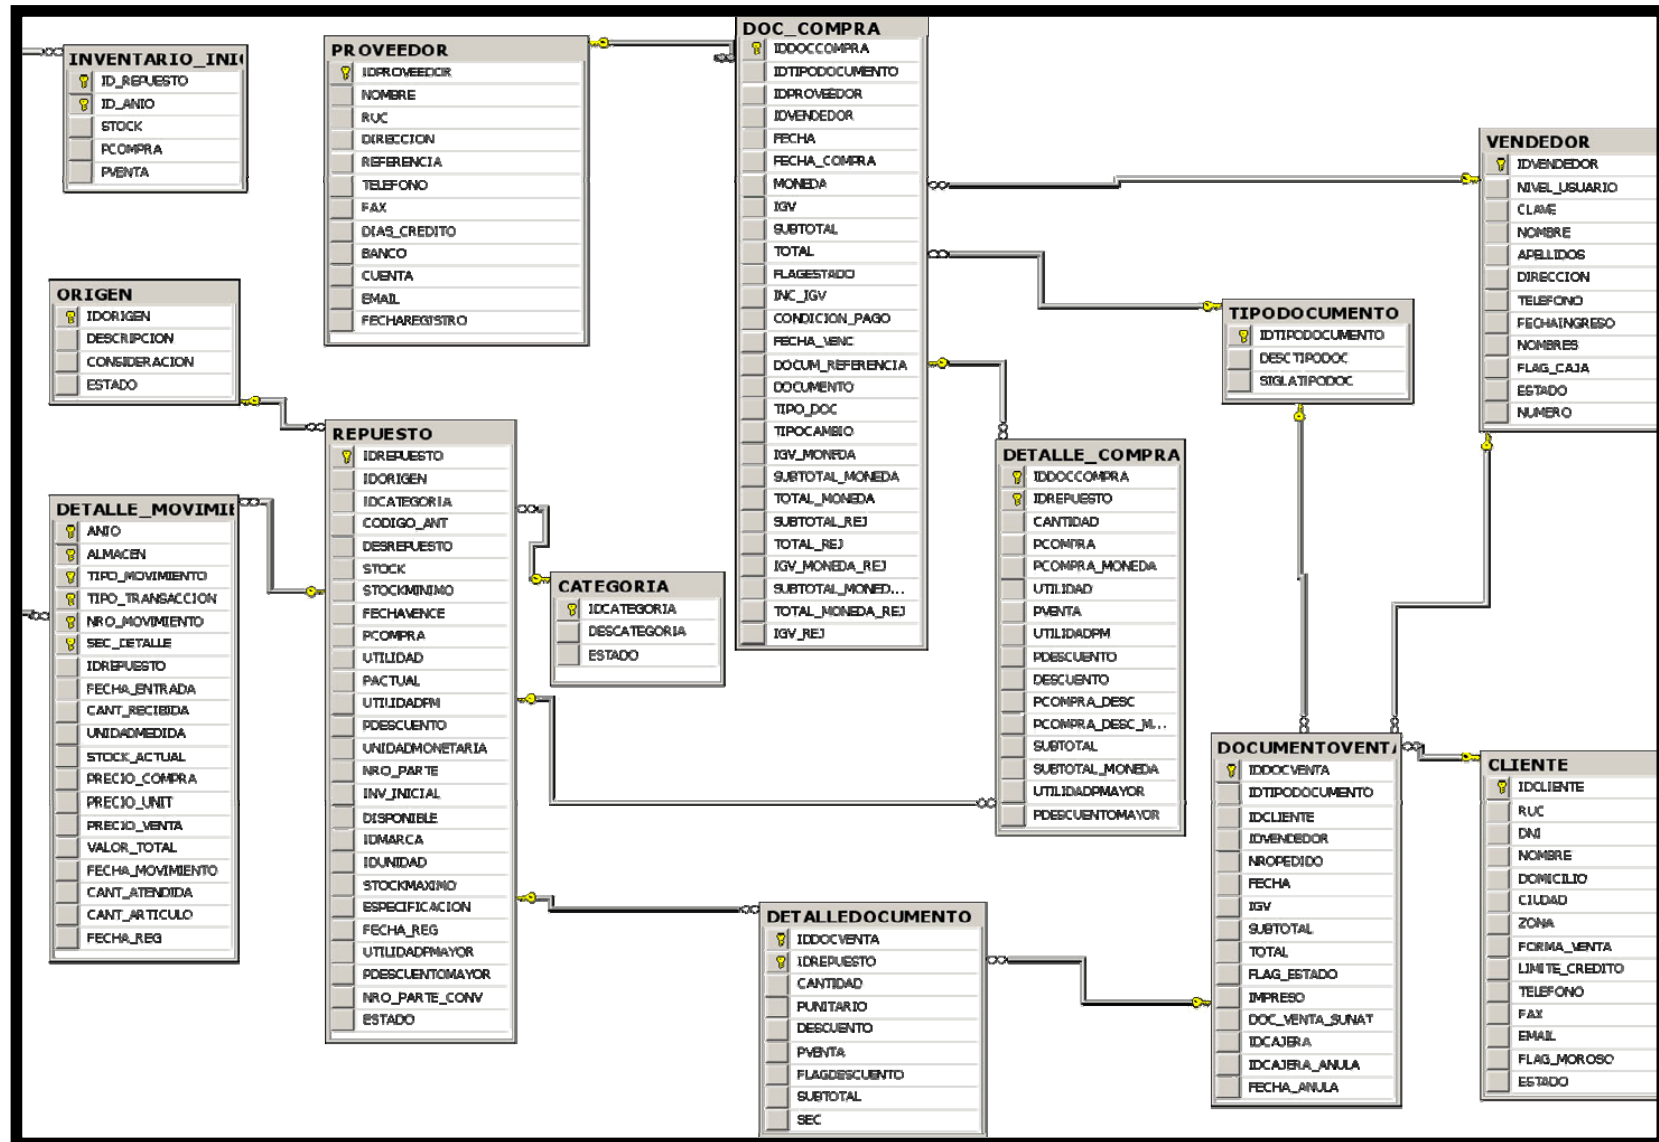 INVENTARIO_INI
ID_REPUESTO
ID_ANIO
STOCK
PCOMPRA
PVENTA
PROVEEDOR
IDPROVEEDOR
NOMBRE
RUC
DIRECCION
REFERENCIA
TELEFONO
FAX
DIAS_CREDITO
BANCO
CUENTA
EMAIL
FECHAREGISTRO
DOC_COMPRA
IDDOCCOMPRA
IDTIPODOCUMENTO
IDPROVEEDOR
IDVENDEDOR
FECHA
FECHA_COMPRA
MONEDA
IGV
SUBTOTAL
TOTAL
FLAGESTADO
INC_IGV
CONDICION_PAGO
FECHA_VENC
DOCUM_REFERENCIA
DOCUMENTO
TIPO_DOC
TIPOCAMBIO
IGV_MONEDA
SUBTOTAL_MONEDA
TOTAL_MONEDA
SUBTOTAL_REJ
TOTAL_REJ
IGV_MONEDA_REJ
SUBTOTAL_MONED...
TOTAL_MONEDA_REJ
IGV_REJ
VENDEDOR
IDVENDEDOR
NIVEL_USUARIO
CLAVE
NOMBRE
APELLIDOS
DIRECCION
TELEFONO
FECHAINGRESO
NOMBRES
FLAG_CAJA
ESTADO
NUMERO
ORIGEN
IDORIGEN
DESCRIPCION
CONSIDERACION
ESTADO
TIPODOCUMENTO
IDTIPODOCUMENTO
DESCTIPODOC
SIGLATIPODOC
REPUESTO
IDREPUESTO
IDORIGEN
IDCATEGORIA
CODIGO_ANT
DESREPUESTO
STOCK
STOCKMINIMO
FECHAVENCE
PCOMPRA
UTILIDAD
PACTUAL
UTILIDADPM
PDESCUENTO
UNIDADMONETARIA
NRO_PARTE
INV_INICIAL
DISPONIBLE
IDMARCA
IDUNIDAD
STOCKMAXIMO
ESPECIFICACION
FECHA_REG
UTILIDADPMAYOR
PDESCUENTOMAYOR
NRO_PARTE_CONV
ESTADO
DETALLE_COMPRA
IDDOCCOMPRA
IDREPUESTO
CANTIDAD
PCOMPRA
PCOMPRA_MONEDA
UTILIDAD
PVENTA
UTILIDADPM
PDESCUENTO
DESCUENTO
PCOMPRA_DESC
PCOMPRA_DESC_M...
SUBTOTAL
SUBTOTAL_MONEDA
UTILIDADPMAYOR
PDESCUENTOMAYOR
DETALLE_MOVIMIE
ANIO
ALMACEN
TIPO_MOVIMIENTO
TIPO_TRANSACCION
NRO_MOVIMIENTO
SEC_DETALLE
IDREPUESTO
FECHA_ENTRADA
CANT_RECIBIDA
UNIDADMEDIDA
STOCK_ACTUAL
PRECIO_COMPRA
PRECIO_UNIT
PRECIO_VENTA
VALOR_TOTAL
FECHA_MOVIMIENTO
CANT_ATENDIDA
CANT_ARTICULO
FECHA_REG
CATEGORIA
IDCATEGORIA
DESCATEGORIA
ESTADO
DOCUMENTOVENTA
IDDOCVENTA
IDTIPODOCUMENTO
IDCLIENTE
IDVENDEDOR
NROPEDIDO
FECHA
IGV
SUBTOTAL
TOTAL
FLAG_ESTADO
IMPRESO
DOC_VENTA_SUNAT
IDCAJERA
IDCAJERA_ANULA
FECHA_ANULA
CLIENTE
IDCLIENTE
RUC
DNI
NOMBRE
DOMICILIO
CIUDAD
ZONA
FORMA_VENTA
LIMITE_CREDITO
TELEFONO
FAX
EMAIL
FLAG_MOROSO
ESTADO
DETALLEDOCUMENTO
IDDOCVENTA
IDREPUESTO
CANTIDAD
PUNITARIO
DESCUENTO
PVENTA
FLAGDESCUENTO
SUBTOTAL
SEC